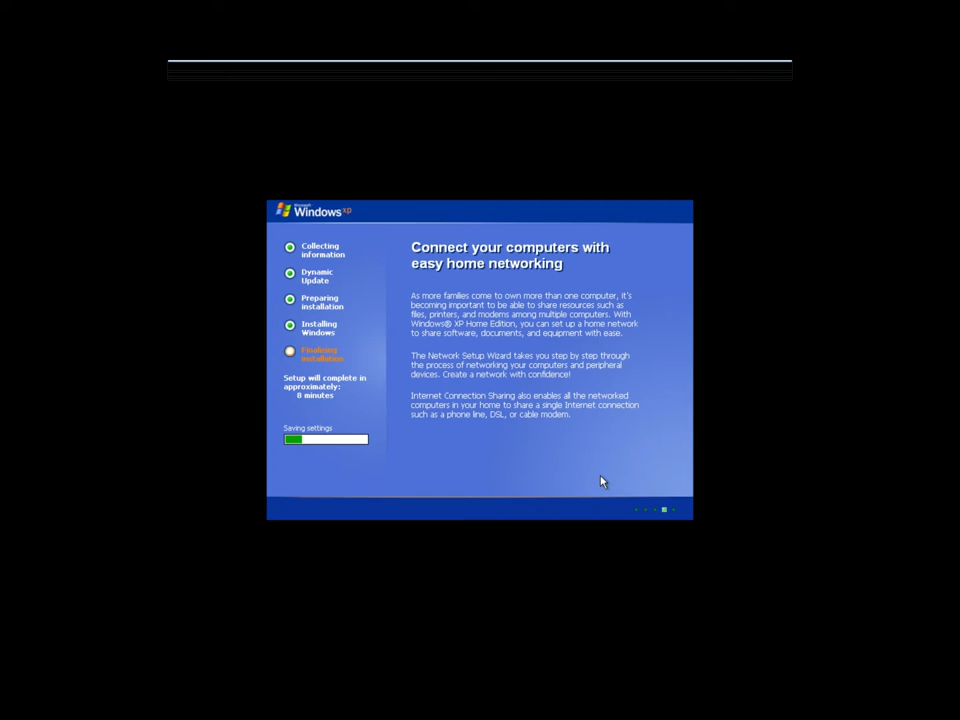 Microsoft
Windows xp
Collecting
information
Dynamic
Update
Preparing
installation
Installing
Windows
Finalizing
installation
Setup will complete in
approximately:
8 minutes
Saving settings
Connect your computers with
easy home networking
As more families come to own more than one computer, it's
becoming important to be able to share resources such as
files, printers, and modems among multiple computers. With
Windows® XP Home Edition, you can set up a home network
to share software, documents, and equipment with ease.
The Network Setup Wizard takes you step by step through
the process of networking your computers and peripheral
devices. Create a network with confidence!
Internet Connection Sharing also enables all the networked
computers in your home to share a single Internet connection
such as a phone line, DSL, or cable modem.